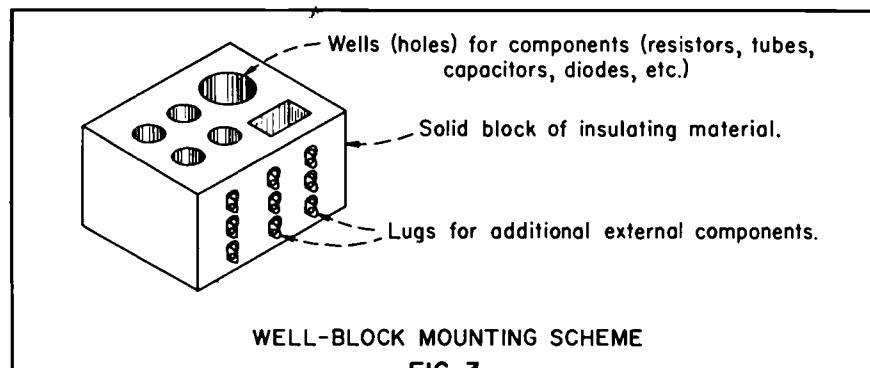 Wells (holes) for components (resistors, tubes,
capacitors, diodes, etc.)
Solid block of insulating material.
Lugs for additional external components.
WELL-BLOCK MOUNTING SCHEME